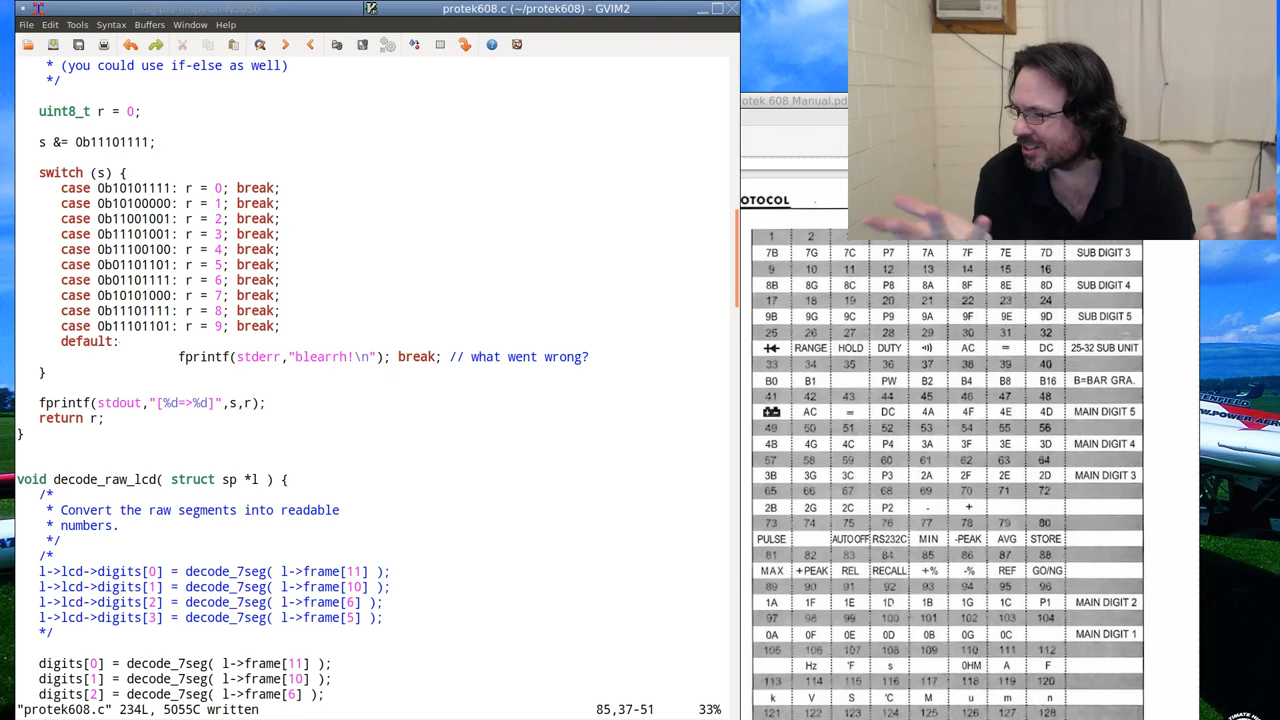 protek608.c (~/protek608) - GVIM2
File Edit Tools Syntax Buffers Window Help
* (you could use if-else as well)
*/
uint8_t r = 0;
s &= 0b11101111;
switch (s) {
case 0b10101111: r = 0; break;
case 0b10100000: r = 1; break;
case 0b11001001: r = 2; break;
case 0b11101001: r = 3; break;
case 0b11100100: r = 4; break;
case 0b01101101: r = 5; break;
case 0b01101111: r = 6; break;
case 0b10101000: r = 7; break;
case 0b11101111: r = 8; break;
case 0b11101101: r = 9; break;
default:
fprintf(stderr,"blearrh!\n"); break; // what went wrong?
}
fprintf(stdout,"[%d=>%d]",s,r);
return r;
}
void decode_raw_lcd( struct sp *l ) {
/*
* Convert the raw segments into readable
* numbers.
*/
/*
l->lcd->digits[0] = decode_7seg( l->frame[11] );
l->lcd->digits[1] = decode_7seg( l->frame[10] );
l->lcd->digits[2] = decode_7seg( l->frame[6] );
l->lcd->digits[3] = decode_7seg( l->frame[5] );
*/
digits[0] = decode_7seg( l->frame[11] );
digits[1] = decode_7seg( l->frame[10] );
digits[2] = decode_7seg( l->frame[6] );
"protek608.c" 234L, 5055C written 85,37-51 33%
otek 608 Manual.pd
OTOCOL
1 2
7B 7G 7C P7 7A 7F 7E 7D SUB DIGIT 3
9 10 11 12 13 14 15 16
8B 8G 8C P8 8A 8F 8E 8D SUB DIGIT 4
17 18 19 20 21 22 23 24
9B 9G 9C P9 9A 9F 9E 9D SUB DIGIT 5
25 26 27 28 29 30 31 32
RANGE HOLD DUTY AC = DC 25-32 SUB UNIT
33 34 35 36 37 38 39 40
B0 B1 PW B2 B4 B8 B16 B=BAR GRA.
41 42 43 44 45 46 47 48
AC = DC 4A 4F 4E 4D MAIN DIGIT 5
49 50 51 52 53 54 55 56
4B 4G 4C P4 3A 3F 3E 3D MAIN DIGIT 4
57 58 59 60 61 62 63 64
3B 3G 3C P3 2A 2F 2E 2D MAIN DIGIT 3
65 66 67 68 69 70 71 72
2B 2G 2C P2 - +
73 74 75 76 77 78 79 80
PULSE AUTO OFF RS232C MIN -PEAK AVG STORE
81 82 83 84 85 86 87 88
MAX +PEAK REL RECALL +% -% REF GO/NG
89 90 91 92 93 94 95 96
1A 1F 1E 1D 1B 1G 1C P1 MAIN DIGIT 2
97 98 99 100 101 102 103 104
0A 0F 0E 0D 0B 0G 0C MAIN DIGIT 1
105 106 107 108 109 110 111 112
Hz 'F s 0HM A F
113 114 115 116 117 118 119 120
k V S 'C M u m n
121 122 123 124 125 126 127 128